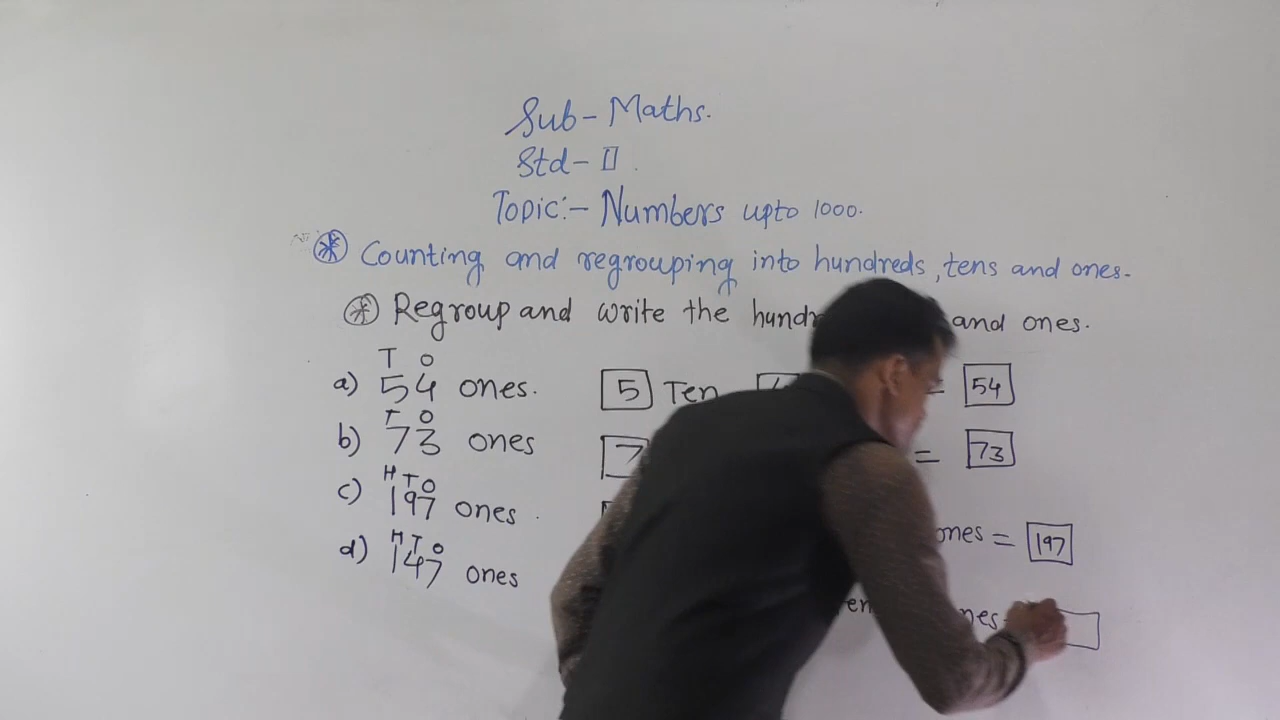 Sub- Maths.
Std- II.
Topic:- Numbers upto 1000.
Counting and regrouping into hundreds, tens and ones.
Regroup and write the and ones.
T O
a) 54 ones. 5 Ten = 54
T O
b) 73 ones 7 = 73
H T O
c) 197 ones. ones = 197
H T O
d) 147 ones